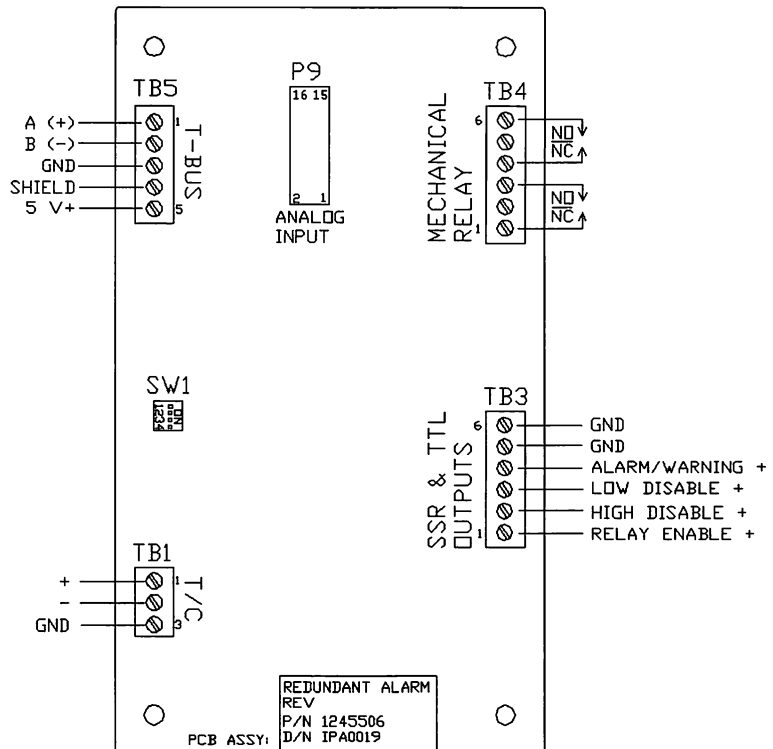 TB5
P9
TB4
16 15
A (+)
1
B (-)
GND
SHIELD
5 V+
5
T-BUS
2 1
ANALOG
INPUT
MECHANICAL
RELAY
6
1
NO
NC
NO
NC
SW1
ON
1234
TB3
SSR & TTL
OUTPUTS
6
GND
GND
ALARM/WARNING +
LOW DISABLE +
HIGH DISABLE +
1
RELAY ENABLE +
TB1
+
1
-
GND
3
T/C
REDUNDANT ALARM
REV
P/N 1245506
PCB ASSY: D/N IPA0019